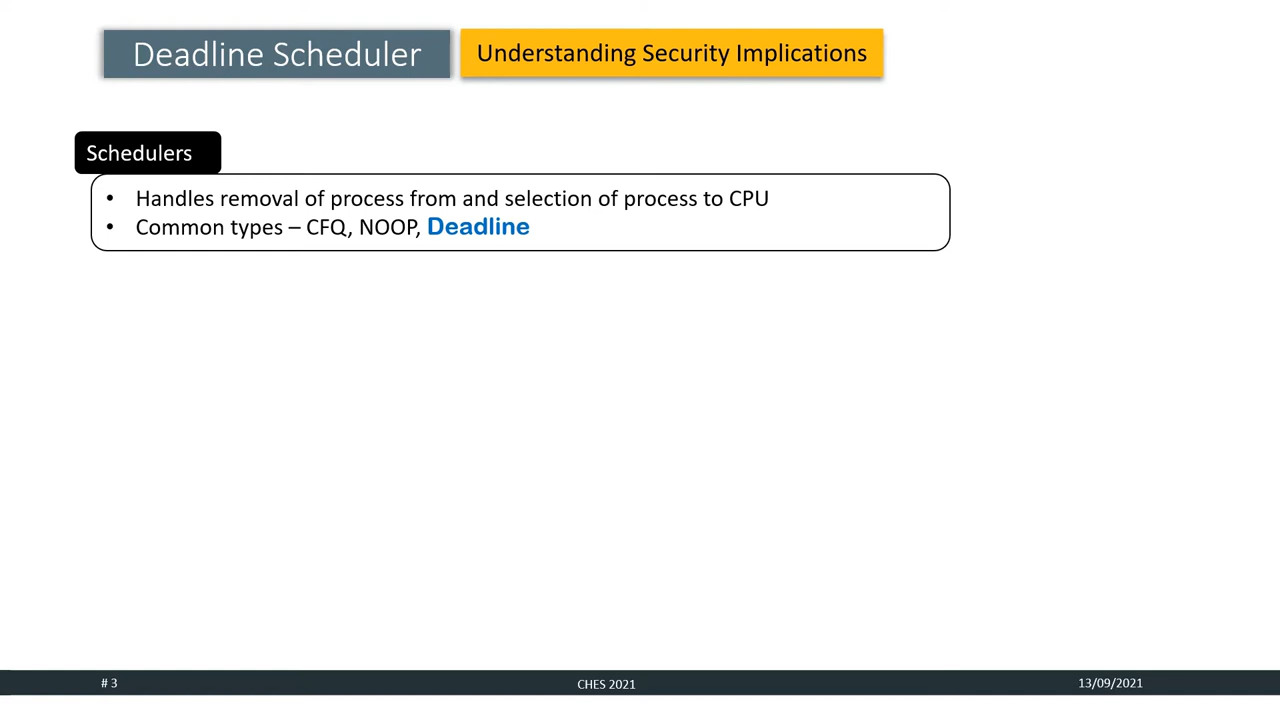 Deadline Scheduler
Understanding Security Implications
Schedulers
• Handles removal of process from and selection of process to CPU
• Common types – CFQ, NOOP, Deadline
# 3
CHES 2021
13/09/2021